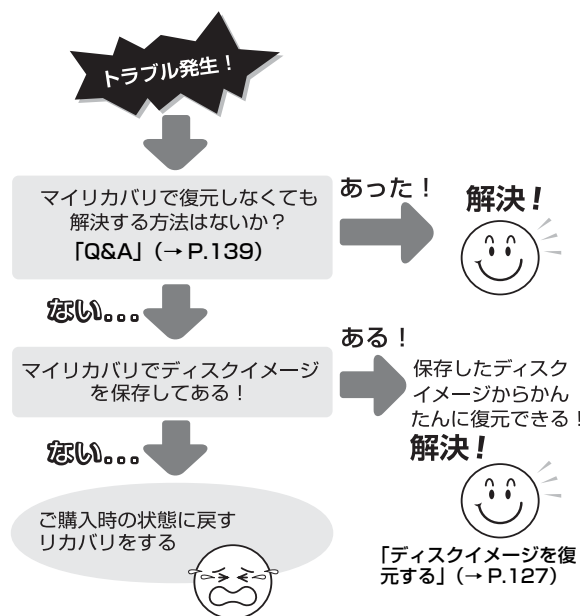 トラブル発生！
マイリカバリで復元しなくても
解決する方法はないか？
「Q&A」（→P.139）
あった！
解決！
ない...
マイリカバリでディスクイメージ
を保存してある！
ある！
保存したディスク
イメージからかん
たんに復元できる！
解決！
「ディスクイメージを復
元する」（→P.127）
ない...
ご購入時の状態に戻す
リカバリをする